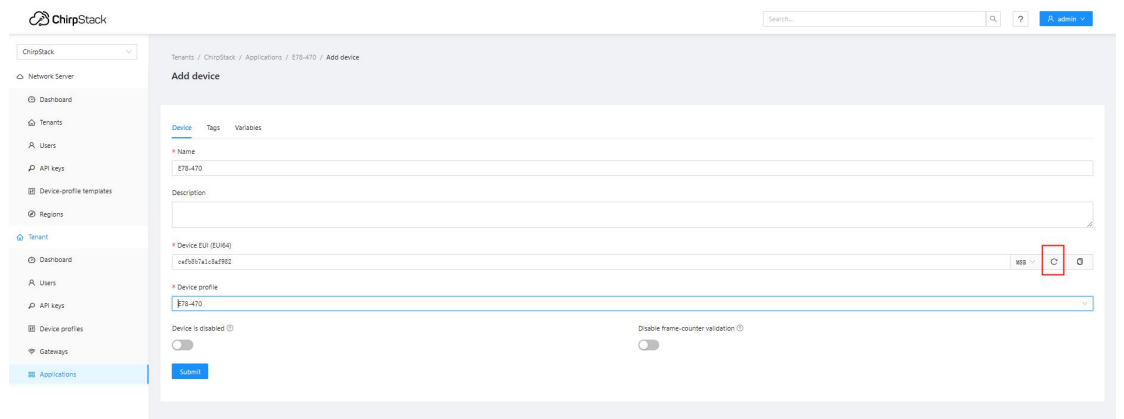 ChirpStack
Search...
?
admin
ChirpStack
Network Server
Dashboard
Tenants
Users
API keys
Device-profile templates
Regions
Tenant
Dashboard
Users
API keys
Device profiles
Gateways
Applications
Tenants / ChirpStack / Applications / E78-470 / Add device
Add device
Device Tags Variables
* Name
E78-470
Description
* Device EUI (EUI64)
MSB
* Device profile
E78-470
Device is disabled ?
Disable frame-counter validation ?
Submit